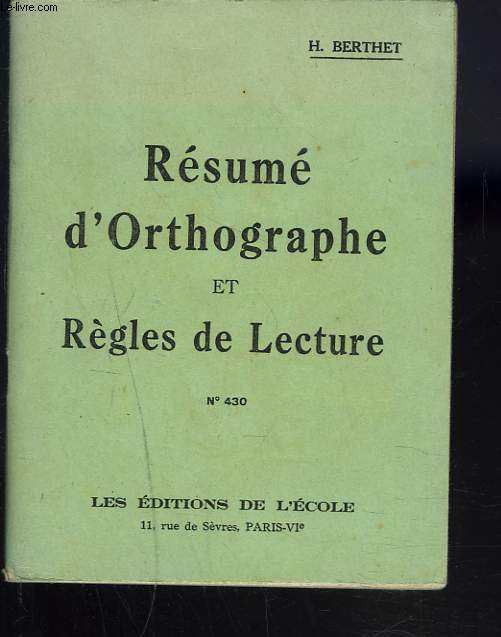 le-livre.com
H. BERTHET
Résumé
d'Orthographe
ET
Règles de Lecture
N° 430
LES ÉDITIONS DE L'ÉCOLE
11, rue de Sèvres, PARIS-VIe